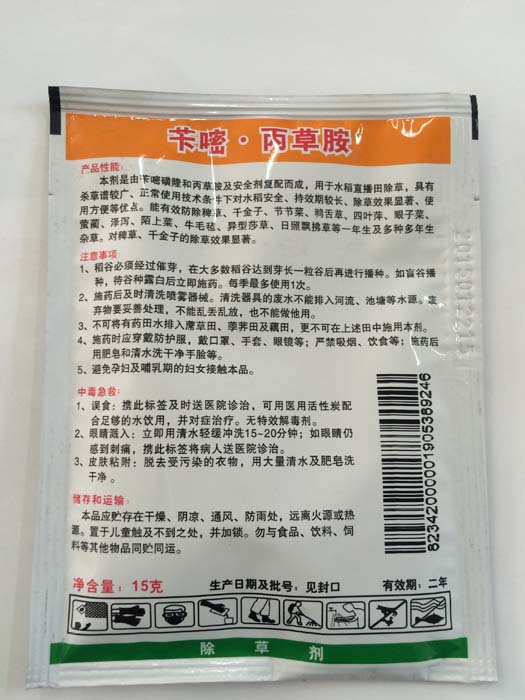 苄嘧·丙草胺
产品性能:
本剂是由苄嘧磺隆和丙草胺及安全剂复配而成，用于水稻直播田除草，具有
杀草谱较广、正常使用技术条件下对水稻安全、持效期较长、除草效果显著、使
用方便等优点。能有效防除稗草、千金子、节节菜、鸭舌草、四叶萍、眼子菜、
萤蔺、泽泻、陌上菜、牛毛毡、异型莎草、日照飘拂草等一年生及多种多年生
杂草。对稗草、千金子的除草效果显著。
注意事项:
1、稻谷必须经过催芽，在大多数稻谷达到芽长一粒谷后再进行播种。如盲谷播
种，待谷种露白后立即施药。每季最多使用1次。
2、施药后及时清洗喷雾器械。清洗器具的废水不能排入河流、池塘等水源。废
弃物要妥善处理，不能乱丢乱放，也不能做他用。
3、不可将有药田水排入蓆草田、荸荠田及藕田，更不可在上述田中施用本剂。
4、施药时应穿戴防护服，戴口罩、手套、眼镜等；严禁吸烟、饮食等；施药后
用肥皂和清水洗干净手脸等。
5、避免孕妇及哺乳期的妇女接触本品。
中毒急救:
1、误食：携此标签及时送医院诊治，可用医用活性炭配
合足够的水饮用，并对症治疗。无特效解毒剂。
2、眼睛溅入：立即用清水轻缓冲洗15~20分钟；如眼睛仍
感到刺痛，携此标签将病人送医院诊治。
3、皮肤粘附：脱去受污染的衣物，用大量清水及肥皂洗
干净。
储存和运输:
本品应贮存在干燥、阴凉、通风、防雨处，远离火源或热
源。置于儿童触及不到之处，并加锁。勿与食品、饮料、饲
料等其他物品同贮同运。
82342000001905389246
净含量：15克
生产日期及批号：见封口
有效期：二年
除草剂